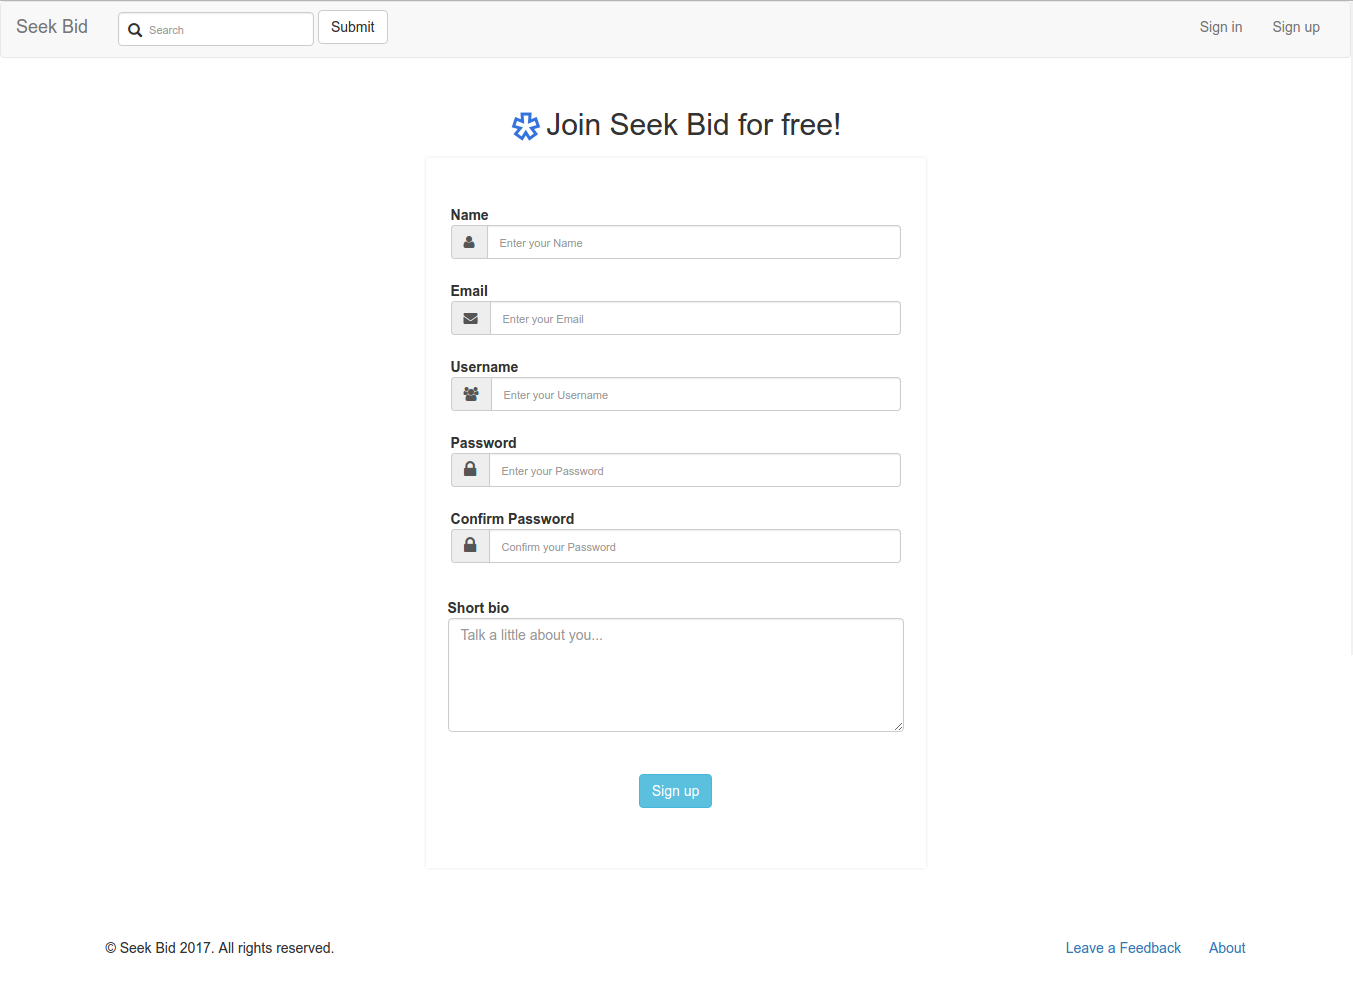 Seek Bid Search Submit Sign in Sign up
Join Seek Bid for free!
Name
Enter your Name
Email
Enter your Email
Username
Enter your Username
Password
Enter your Password
Confirm Password
Confirm your Password
Short bio
Talk a little about you...
Sign up
© Seek Bid 2017. All rights reserved. Leave a Feedback About